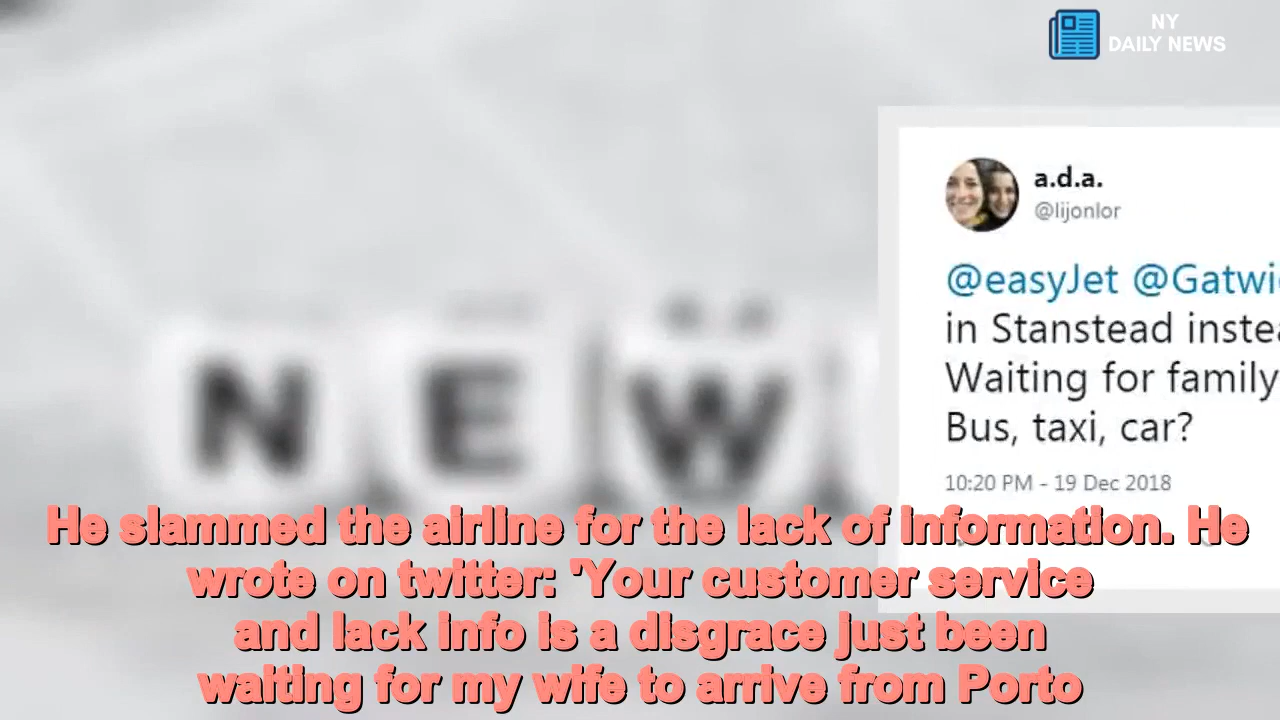 NY
DAILY NEWS
a.d.a.
@lijonlor
@easyJet
in Stanstead
Waiting for family
Bus, taxi, car?
10:20 PM - 19 Dec 2018
NEW
He slammed the airline for the lack of information. He
wrote on twitter: 'Your customer service
and lack info is a disgrace just been
waiting for my wife to arrive from Porto